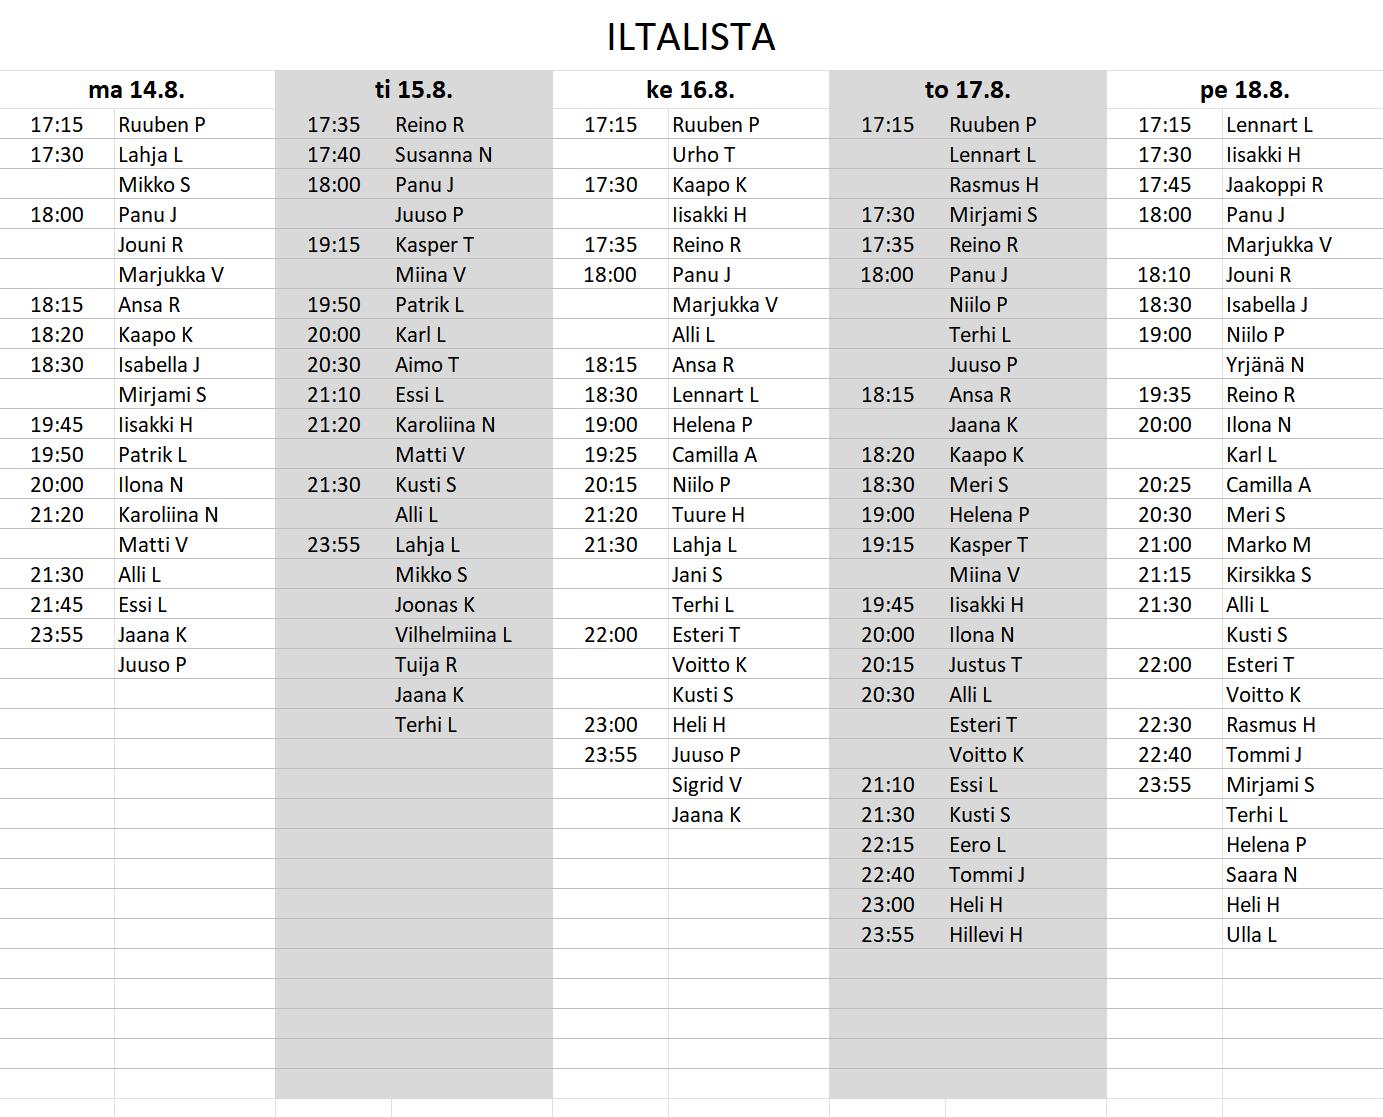 ILTALISTA
ma 14.8. ti 15.8. ke 16.8. to 17.8. pe 18.8.
17:15 Ruuben P 17:35 Reino R 17:15 Ruuben P 17:15 Ruuben P 17:15 Lennart L
17:30 Lahja L 17:40 Susanna N Urho T Lennart L 17:30 Iisakki H
Mikko S 18:00 Panu J 17:30 Kaapo K Rasmus H 17:45 Jaakoppi R
18:00 Panu J Juuso P Iisakki H 17:30 Mirjami S 18:00 Panu J
Jouni R 19:15 Kasper T 17:35 Reino R 17:35 Reino R Marjukka V
Marjukka V Miina V 18:00 Panu J 18:00 Panu J 18:10 Jouni R
18:15 Ansa R 19:50 Patrik L Marjukka V Niilo P 18:30 Isabella J
18:20 Kaapo K 20:00 Karl L Alli L Terhi L 19:00 Niilo P
18:30 Isabella J 20:30 Aimo T 18:15 Ansa R Juuso P Yrjänä N
Mirjami S 21:10 Essi L 18:30 Lennart L 18:15 Ansa R 19:35 Reino R
19:45 Iisakki H 21:20 Karoliina N 19:00 Helena P Jaana K 20:00 Ilona N
19:50 Patrik L Matti V 19:25 Camilla A 18:20 Kaapo K Karl L
20:00 Ilona N 21:30 Kusti S 20:15 Niilo P 18:30 Meri S 20:25 Camilla A
21:20 Karoliina N Alli L 21:20 Tuure H 19:00 Helena P 20:30 Meri S
Matti V 23:55 Lahja L 21:30 Lahja L 19:15 Kasper T 21:00 Marko M
21:30 Alli L Mikko S Jani S Miina V 21:15 Kirsikka S
21:45 Essi L Joonas K Terhi L 19:45 Iisakki H 21:30 Alli L
23:55 Jaana K Vilhelmiina L 22:00 Esteri T 20:00 Ilona N Kusti S
Juuso P Tuija R Voitto K 20:15 Justus T 22:00 Esteri T
Jaana K Kusti S 20:30 Alli L Voitto K
Terhi L 23:00 Heli H Esteri T 22:30 Rasmus H
23:55 Juuso P Voitto K 22:40 Tommi J
Sigrid V 21:10 Essi L 23:55 Mirjami S
Jaana K 21:30 Kusti S Terhi L
22:15 Eero L Helena P
22:40 Tommi J Saara N
23:00 Heli H Heli H
23:55 Hillevi H Ulla L